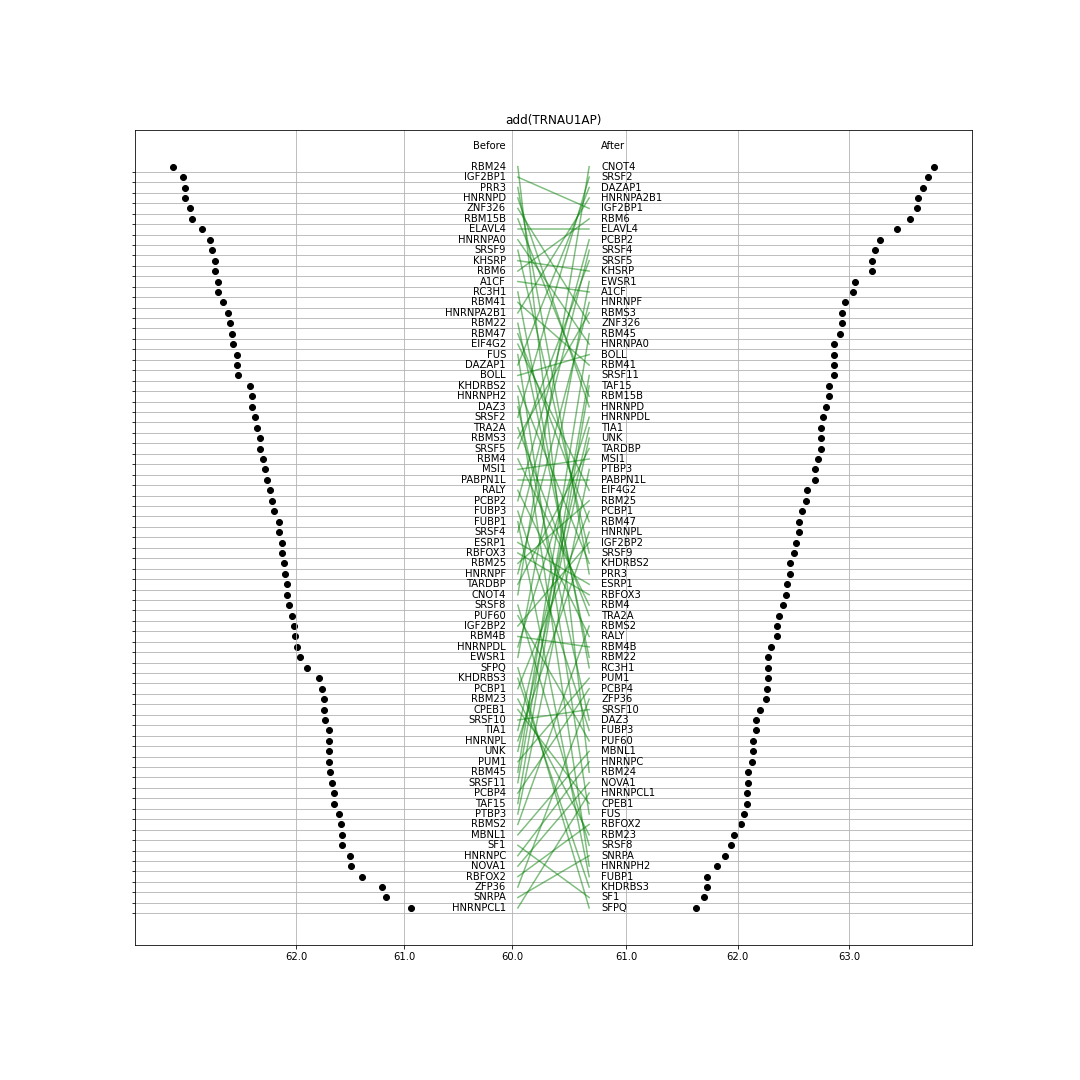 add(TRNAU1AP)
Before After
RBM24 CNOT4
IGF2BP1 SRSF2
PRR3 DAZAP1
HNRNPD HNRNPA2B1
ZNF326 IGF2BP1
RBM15B RBM6
ELAVL4 ELAVL4
HNRNPA0 PCBP2
SRSF9 SRSF4
KHSRP SRSF5
RBM6 KHSRP
A1CF EWSR1
RC3H1 A1CF
RBM41 HNRNPF
HNRNPA2B1 RBMS3
RBM22 ZNF326
RBM47 RBM45
EIF4G2 HNRNPA0
FUS BOLL
DAZAP1 RBM41
BOLL SRSF11
KHDRBS2 TAF15
HNRNPH2 RBM15B
DAZ3 HNRNPD
SRSF2 HNRNPDL
TRA2A TIA1
RBMS3 UNK
SRSF5 TARDBP
RBM4 MSI1
MSI1 PTBP3
PABPN1L PABPN1L
RALY EIF4G2
PCBP2 RBM25
FUBP3 PCBP1
FUBP1 RBM47
SRSF4 HNRNPL
ESRP1 IGF2BP2
RBFOX3 SRSF9
RBM25 KHDRBS2
HNRNPF PRR3
TARDBP ESRP1
CNOT4 RBFOX3
SRSF8 RBM4
PUF60 TRA2A
IGF2BP2 RBMS2
RBM4B RALY
HNRNPDL RBM4B
EWSR1 RBM22
SFPQ RC3H1
KHDRBS3 PUM1
PCBP1 PCBP4
RBM23 ZFP36
CPEB1 SRSF10
SRSF10 DAZ3
TIA1 FUBP3
HNRNPL PUF60
UNK MBNL1
PUM1 HNRNPC
RBM45 RBM24
SRSF11 NOVA1
PCBP4 HNRNPCL1
TAF15 CPEB1
PTBP3 FUS
RBMS2 RBFOX2
MBNL1 RBM23
SF1 SRSF8
HNRNPC SNRPA
NOVA1 HNRNPH2
RBFOX2 FUBP1
ZFP36 KHDRBS3
SNRPA SF1
HNRNPCL1 SFPQ
62.0 61.0 60.0 61.0 62.0 63.0